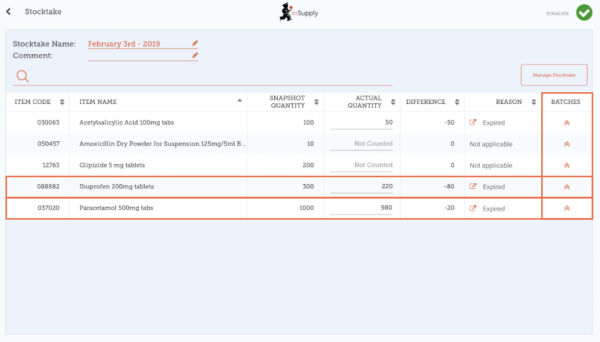 Stocktake
mSupply
FINALISE
Stocktake Name: February 3rd - 2019
Comment:
Manage Stocktake
ITEM CODE ITEM NAME SNAPSHOT QUANTITY ACTUAL QUANTITY DIFFERENCE REASON BATCHES
030063 Acetylsalicylic Acid 100mg tabs 100 50 -50 Expired
050457 Amoxicillin Dry Powder for Suspension 125mg/5ml B... 10 Not Counted 0 Not applicable
12763 Glipizide 5 mg tablets 200 Not Counted 0 Not applicable
088882 Ibuprofen 200mg tablets 300 220 -80 Expired
037020 Paracetamol 500mg tabs 1000 980 -20 Expired